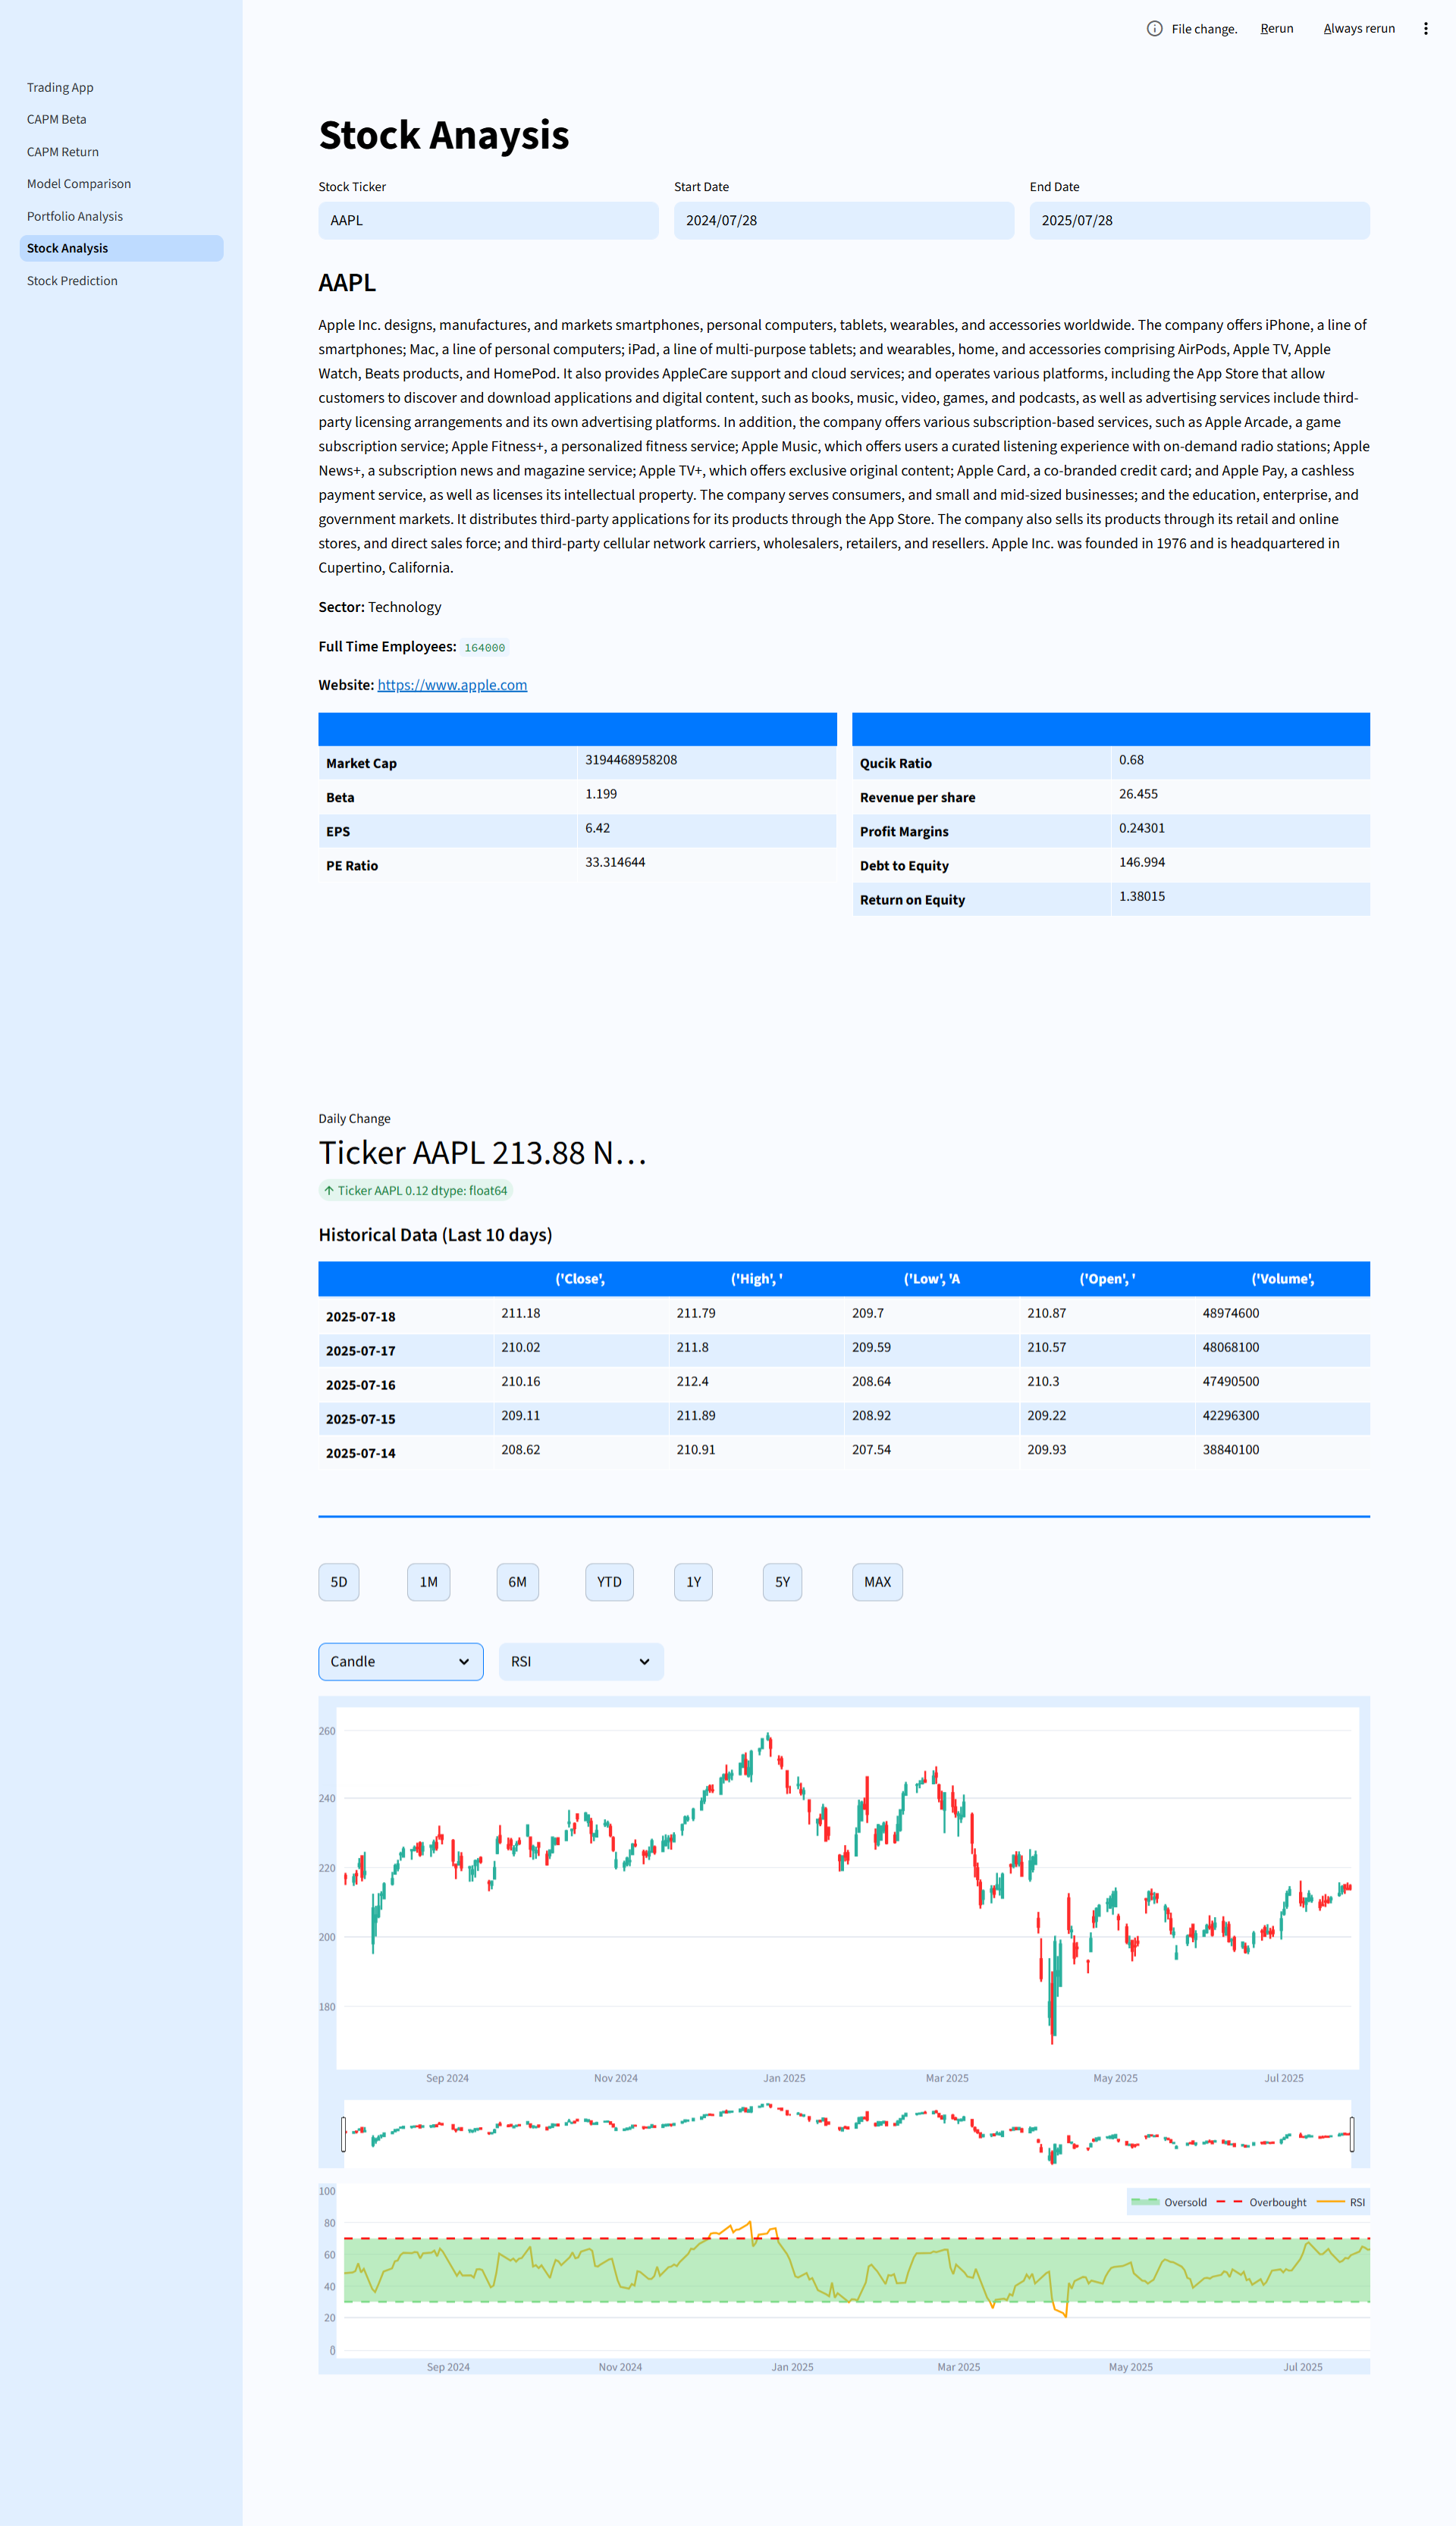 File change. Rerun Always rerun
Trading App
CAPM Beta
CAPM Return
Model Comparison
Portfolio Analysis
Stock Analysis
Stock Prediction
Stock Anaysis
Stock Ticker Start Date End Date
AAPL 2024/07/28 2025/07/28
AAPL
Apple Inc. designs, manufactures, and markets smartphones, personal computers, tablets, wearables, and accessories worldwide. The company offers iPhone, a line of
smartphones; Mac, a line of personal computers; iPad, a line of multi-purpose tablets; and wearables, home, and accessories comprising AirPods, Apple TV, Apple
Watch, Beats products, and HomePod. It also provides AppleCare support and cloud services; and operates various platforms, including the App Store that allow
customers to discover and download applications and digital content, such as books, music, video, games, and podcasts, as well as advertising services include third-
party licensing arrangements and its own advertising platforms. In addition, the company offers various subscription-based services, such as Apple Arcade, a game
subscription service; Apple Fitness+, a personalized fitness service; Apple Music, which offers users a curated listening experience with on-demand radio stations; Apple
News+, a subscription news and magazine service; Apple TV+, which offers exclusive original content; Apple Card, a co-branded credit card; and Apple Pay, a cashless
payment service, as well as licenses its intellectual property. The company serves consumers, and small and mid-sized businesses; and the education, enterprise, and
government markets. It distributes third-party applications for its products through the App Store. The company also sells its products through its retail and online
stores, and direct sales force; and third-party cellular network carriers, wholesalers, retailers, and resellers. Apple Inc. was founded in 1976 and is headquartered in
Cupertino, California.
Sector: Technology
Full Time Employees: 164000
Website: https://www.apple.com
Market Cap 3194468958208
Beta 1.199
EPS 6.42
PE Ratio 33.314644
Qucik Ratio 0.68
Revenue per share 26.455
Profit Margins 0.24301
Debt to Equity 146.994
Return on Equity 1.38015
Daily Change
Ticker AAPL 213.88 N…
↑ Ticker AAPL 0.12 dtype: float64
Historical Data (Last 10 days)
('Close', ('High', ' ('Low', 'A ('Open', ' ('Volume',
2025-07-18 211.18 211.79 209.7 210.87 48974600
2025-07-17 210.02 211.8 209.59 210.57 48068100
2025-07-16 210.16 212.4 208.64 210.3 47490500
2025-07-15 209.11 211.89 208.92 209.22 42296300
2025-07-14 208.62 210.91 207.54 209.93 38840100
5D 1M 6M YTD 1Y 5Y MAX
Candle RSI
260
240
220
200
180
Sep 2024 Nov 2024 Jan 2025 Mar 2025 May 2025 Jul 2025
Oversold Overbought RSI
100
80
60
40
20
0
Sep 2024 Nov 2024 Jan 2025 Mar 2025 May 2025 Jul 2025